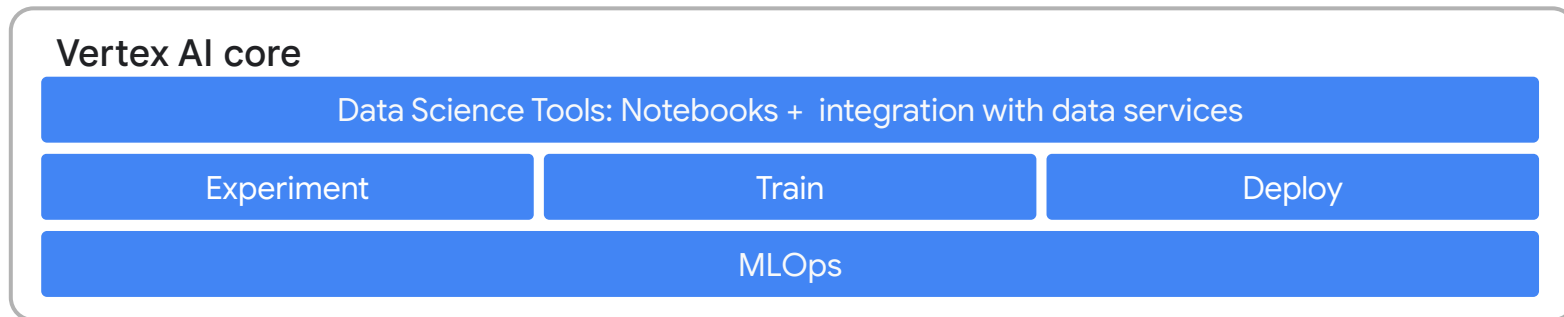 Vertex AI core
Data Science Tools: Notebooks +  integration with data services
Experiment
Train
Deploy
MLOps